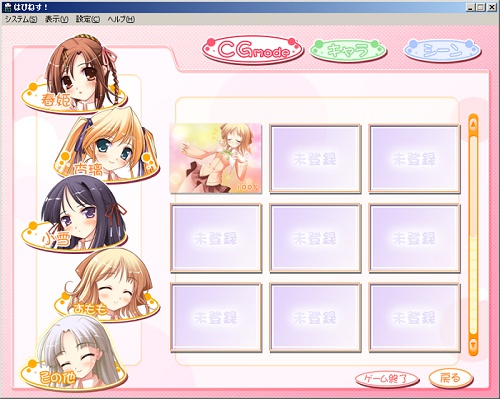 はぴねす!
システム(S) 表示(V) 設定(C) ヘルプ(H)
CGmode キャラ シーン
春姫
杏璃
小雪
すもも
その他
100%
未登録 未登録
未登録 未登録 未登録
未登録 未登録 未登録
ゲーム終了 戻る